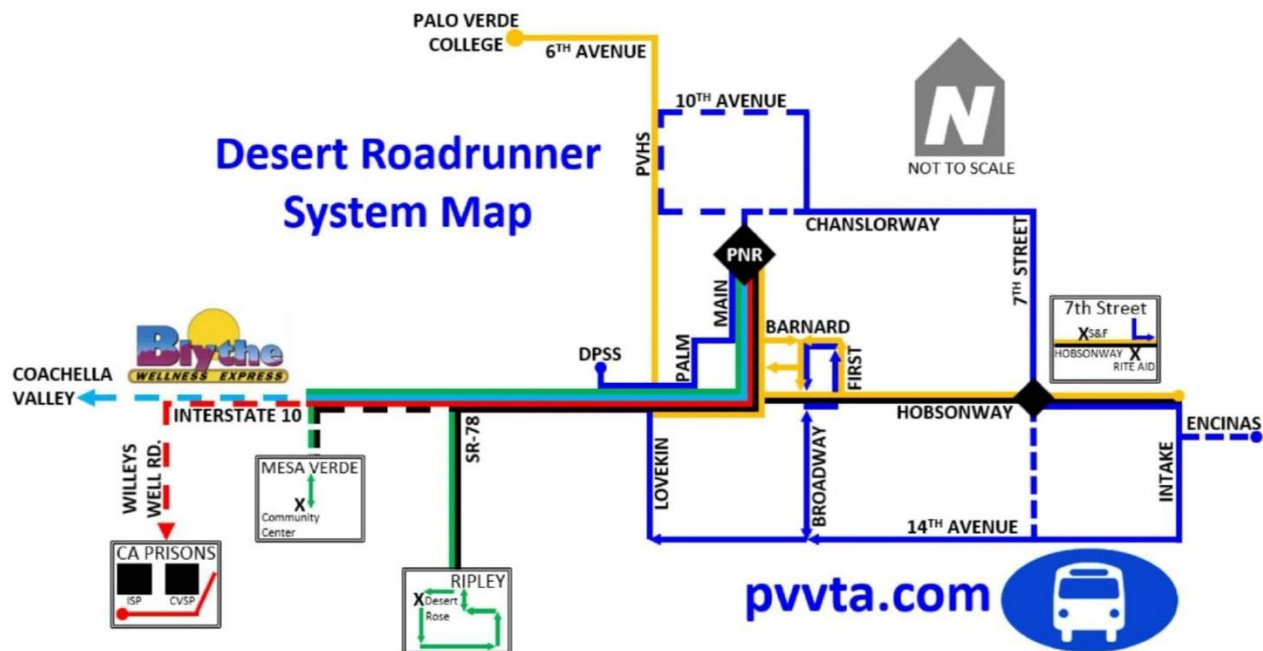 PALO VERDE
COLLEGE
6TH AVENUE
10TH AVENUE
PVHS
Desert Roadrunner
System Map
N
NOT TO SCALE
CHANSLORWAY
PNR
MAIN
7TH STREET
BARNARD
7th Street
X S&F
HOBSONWAY X
RITE AID
DPSS
PALM
FIRST
Blythe
WELLNESS EXPRESS
COACHELLA
VALLEY
INTERSTATE 10
HOBSONWAY
ENCINAS
WILLEYS
WELL RD.
SR-78
LOVEKIN
BROADWAY
INTAKE
MESA VERDE
X
Community
Center
14TH AVENUE
CA PRISONS
ISP CVSP
RIPLEY
X Desert
Rose
pvvta.com